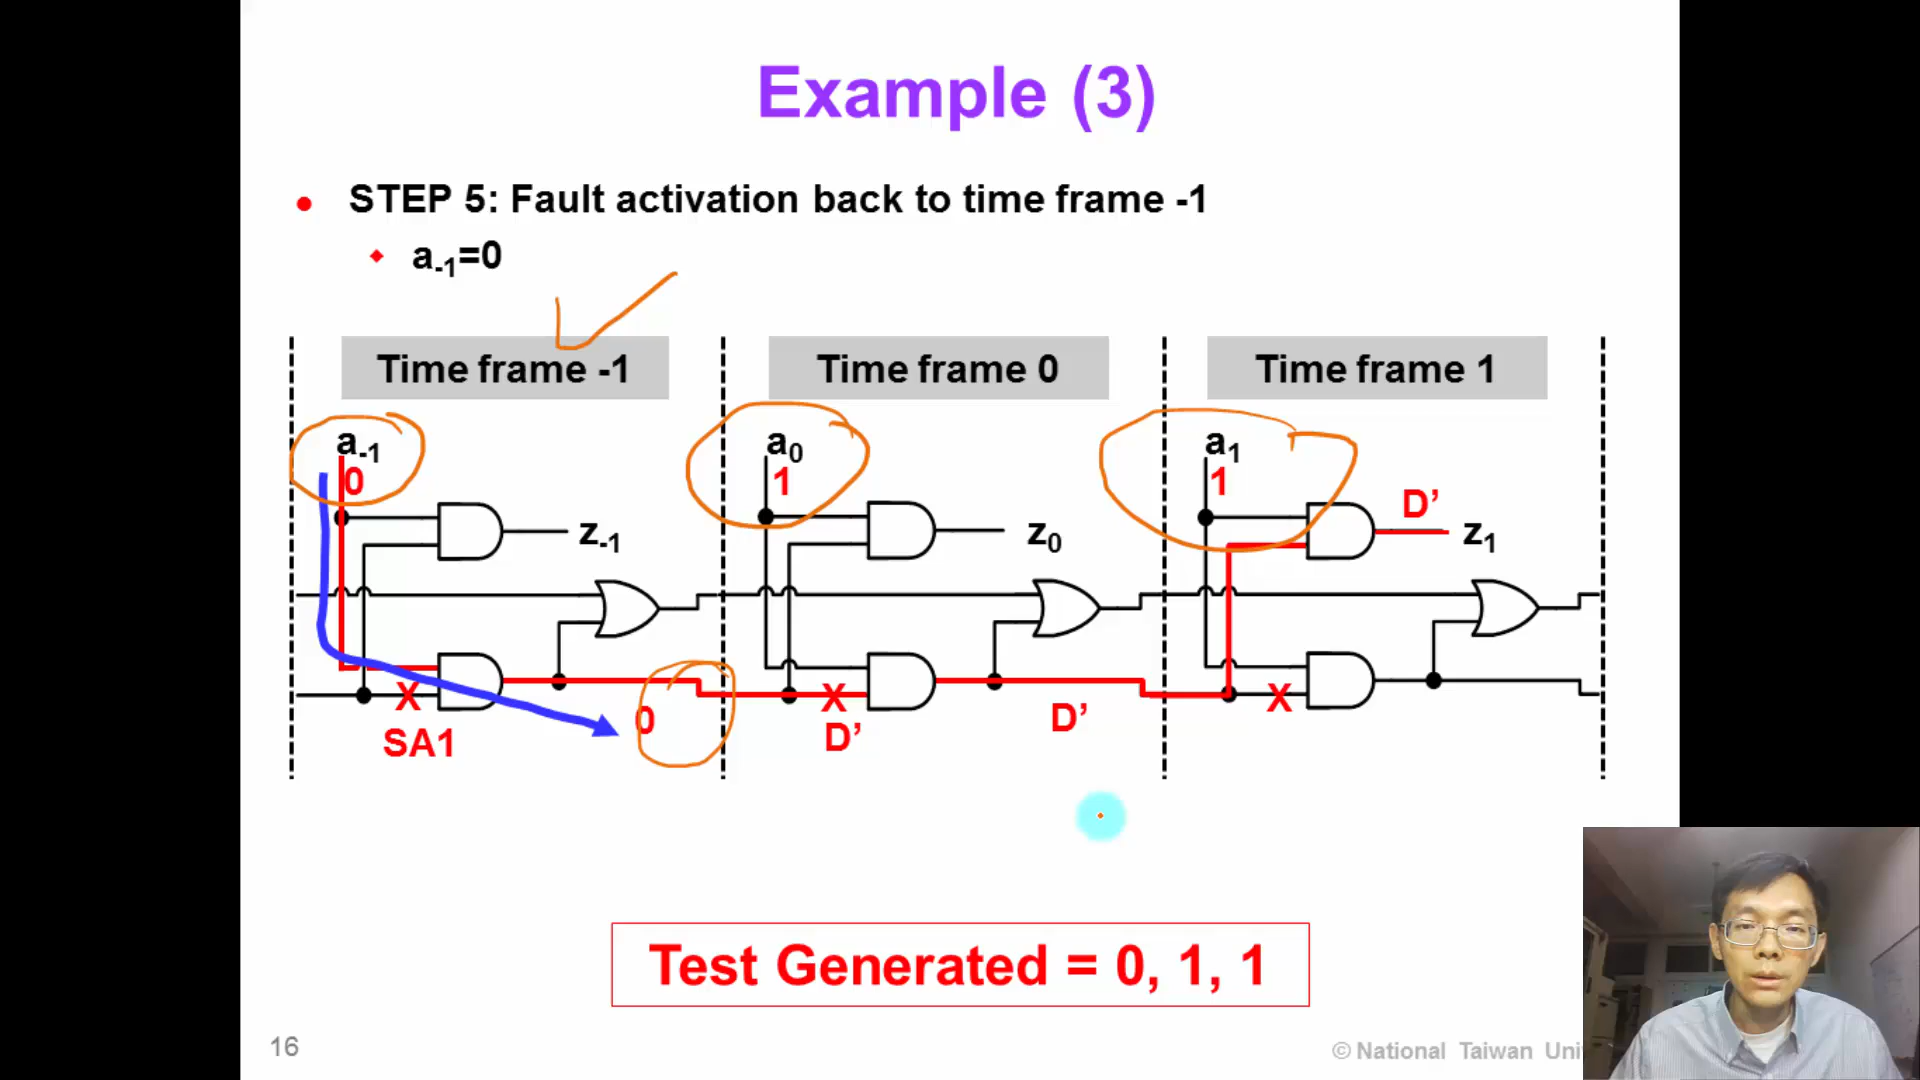 Example (3)
STEP 5: Fault activation back to time frame -1
a-1=0
Time frame -1
Time frame 0
Time frame 1
a-1
0
a0
1
a1
1
z-1
z0
D'
z1
X
SA1
0
X
D'
D'
X
Test Generated = 0, 1, 1
16
© National Taiwan